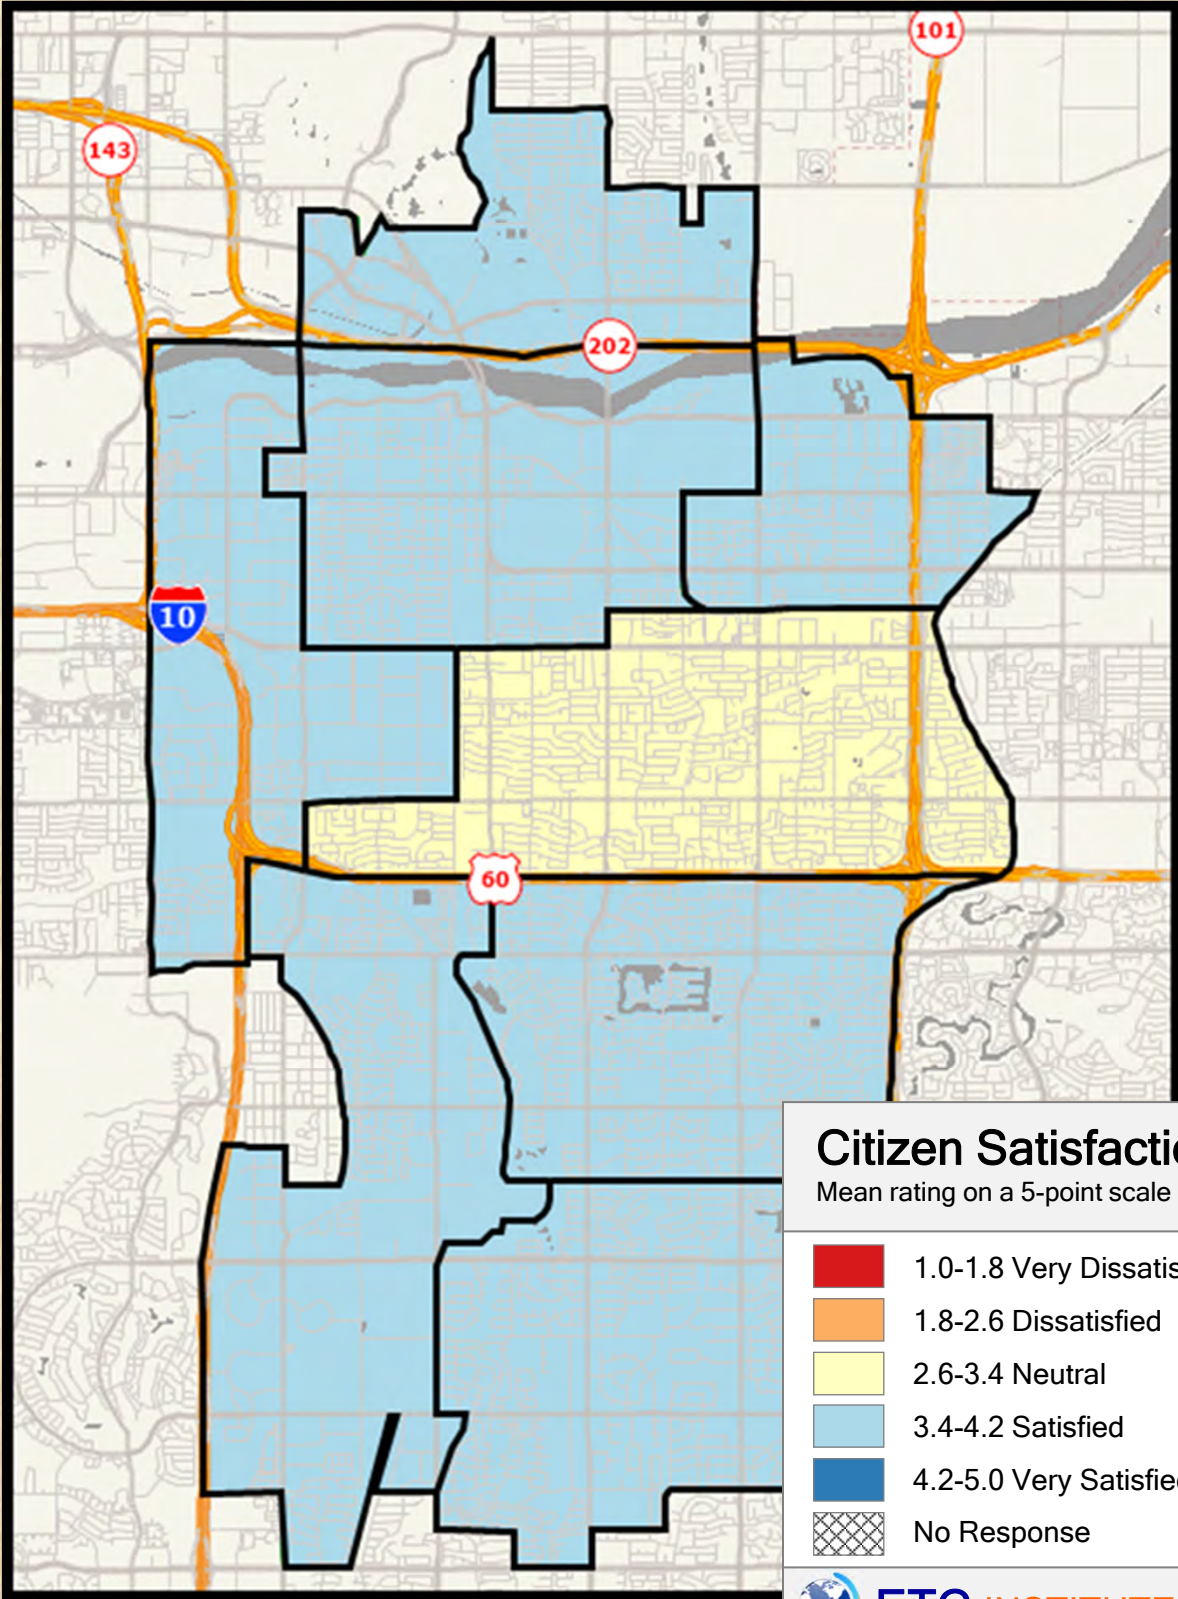 101
143
202
10
60
Citizen Satisfacti
Mean rating on a 5-point scale
1.0-1.8 Very Dissatis
1.8-2.6 Dissatisfied
2.6-3.4 Neutral
3.4-4.2 Satisfied
4.2-5.0 Very Satisfie
No Response
ETC INSTITUTE